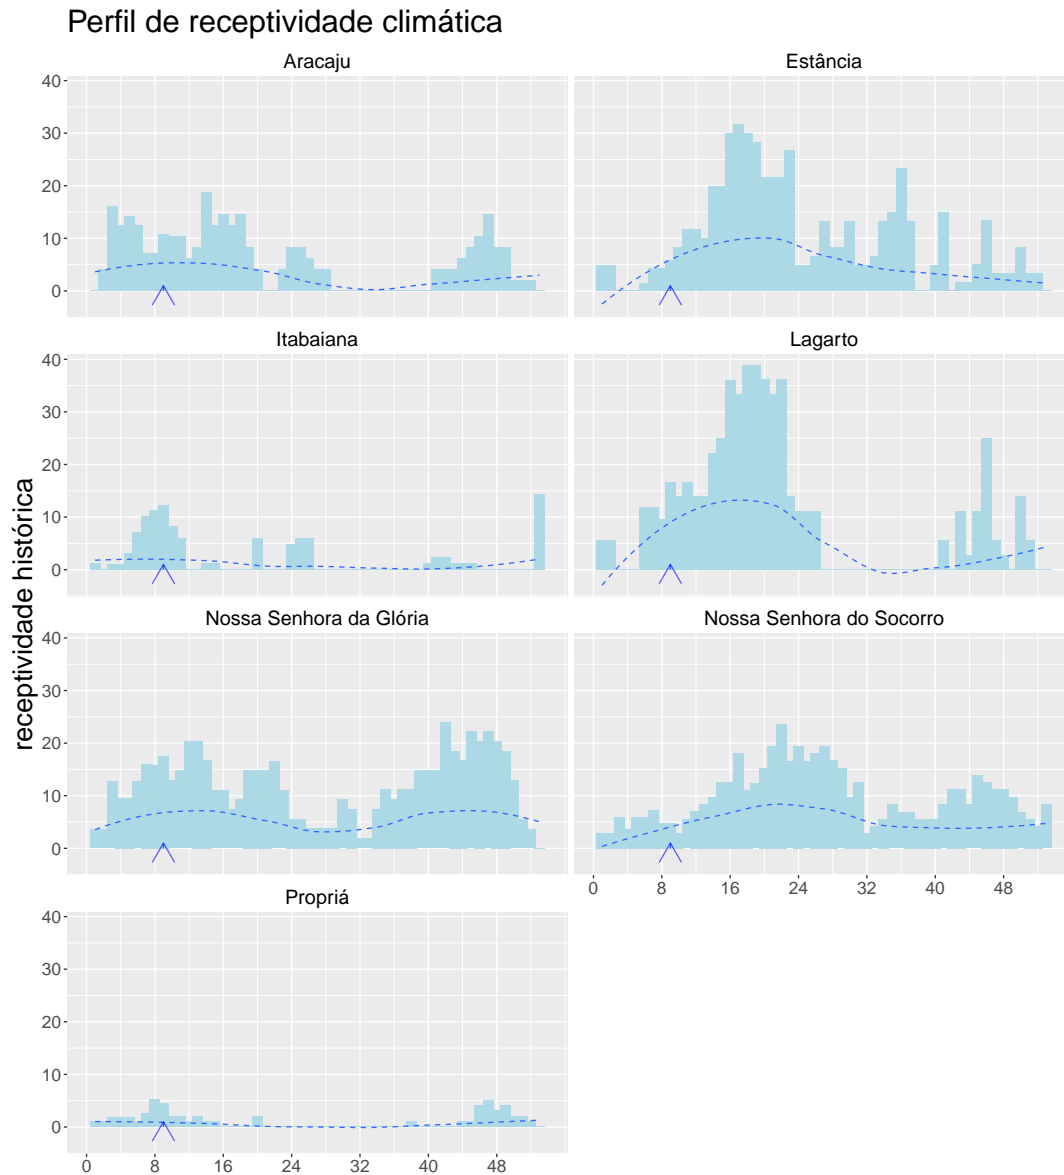 Perfil de receptividade climática
Aracaju
Estância
40
30
20
10
0
Itabaiana
Lagarto
40
30
20
10
0
receptividade histórica
Nossa Senhora da Glória
Nossa Senhora do Socorro
40
30
20
10
0
0 8 16 24 32 40 48
Propriá
40
30
20
10
0
0 8 16 24 32 40 48